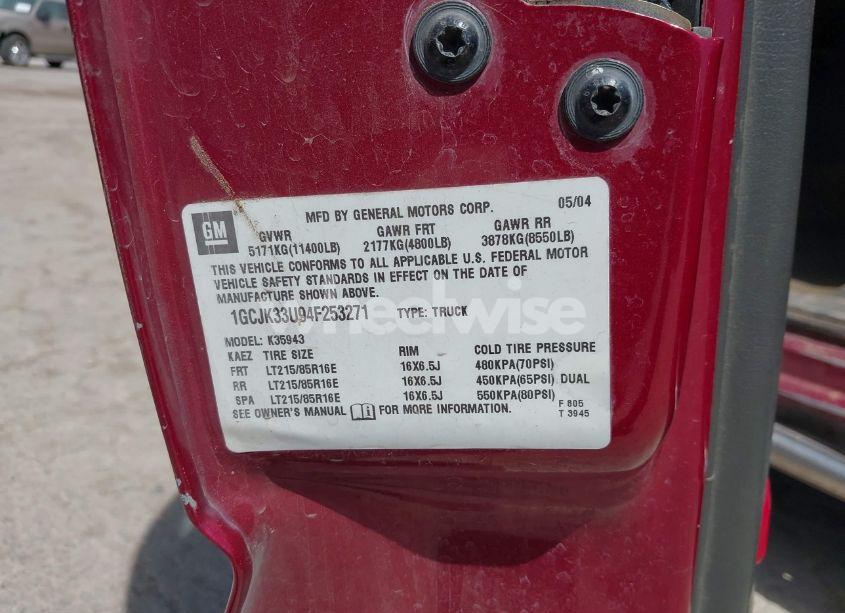 MFD BY GENERAL MOTORS CORP. 05/04
GM
GVWR GAWR FRT GAWR RR
5171KG(11400LB) 2177KG(4800LB) 3878KG(8550LB)
THIS VEHICLE CONFORMS TO ALL APPLICABLE U.S. FEDERAL MOTOR
VEHICLE SAFETY STANDARDS IN EFFECT ON THE DATE OF
MANUFACTURE SHOWN ABOVE.
1GCJK33U94F253271 TYPE: TRUCK
wheelwise
MODEL: K35943
KAEZ TIRE SIZE RIM COLD TIRE PRESSURE
FRT LT215/85R16E 16X6.5J 480KPA(70PSI)
RR LT215/85R16E 16X6.5J 450KPA(65PSI) DUAL
SPA LT215/85R16E 16X6.5J 550KPA(80PSI)
SEE OWNER'S MANUAL FOR MORE INFORMATION.
F 805
T 3945